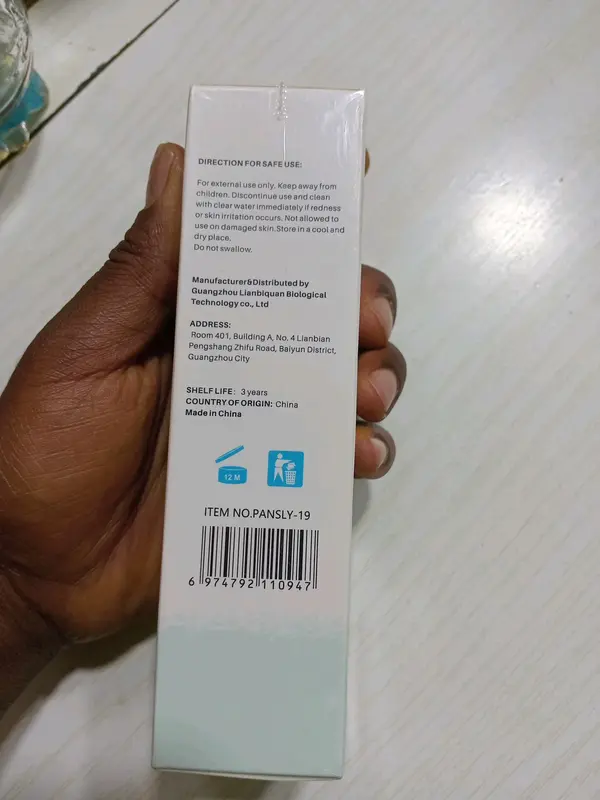 DIRECTION FOR SAFE USE:
For external use only. Keep away from
children. Discontinue use and clean
with clear water immediately if redness
or skin irritation occurs. Not allowed to
use on damaged skin.Store in a cool and
dry place.
Do not swallow.
Manufacturer&Distributed by
Guangzhou Lianbiquan Biological
Technology co., Ltd
ADDRESS:
Room 401, Building A, No. 4 Lianbian
Pengshang Zhifu Road, Baiyun District,
Guangzhou City
SHELF LIFE: 3 years
COUNTRY OF ORIGIN: China
Made in China
12 M
ITEM NO.PANSLY-19
6 974792 110947